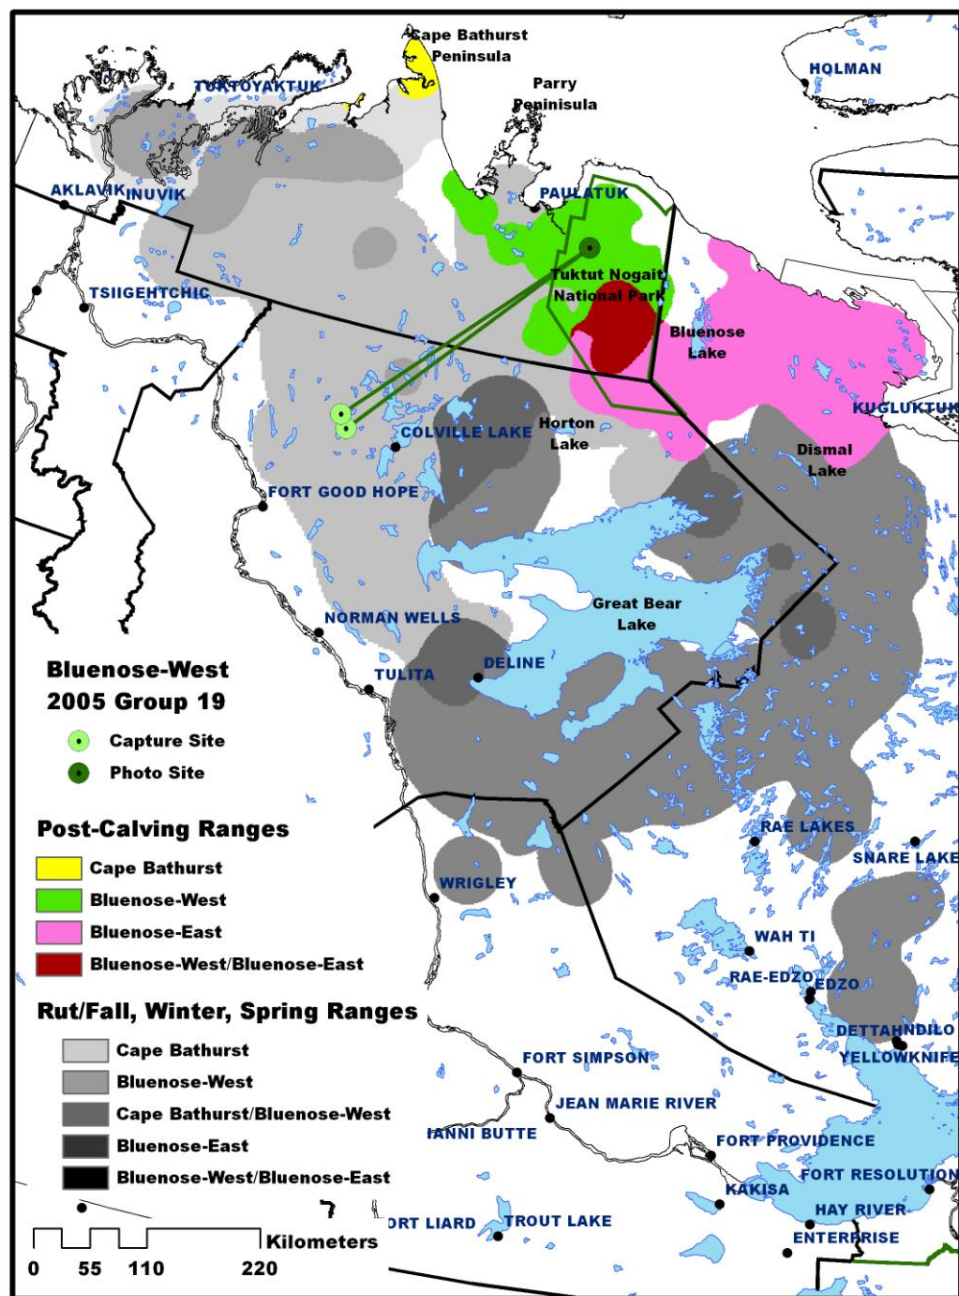 Cape Bathurst
Peninsula
HOLMAN
TUKTOYAKTUK
Parry
Peninisula
AKLAVIK
INUVIK
PAULATUK
Tuktut Nogait
National Park
TSIIGEHTCHIC
Bluenose
Lake
KUGLUKTUK
Horton
Lake
COLVILLE LAKE
Dismal
Lake
FORT GOOD HOPE
Great Bear
Lake
NORMAN WELLS
DELINE
TULITA
Bluenose-West
2005 Group 19
Capture Site
Photo Site
Post-Calving Ranges
Cape Bathurst
Bluenose-West
Bluenose-East
Bluenose-West/Bluenose-East
RAE LAKES
SNARE LAKE
WRIGLEY
WAH TI
RAE-EDZO
EDZO
DETTAH
NDILO
YELLOWKNIFE
Rut/Fall, Winter, Spring Ranges
Cape Bathurst
Bluenose-West
Cape Bathurst/Bluenose-West
Bluenose-East
Bluenose-West/Bluenose-East
FORT SIMPSON
JEAN MARIE RIVER
IANNI BUTTE
FORT PROVIDENCE
FORT RESOLUTION
KAKISA
HAY RIVER
ORT LIARD
TROUT LAKE
ENTERPRISE
Kilometers
0 55 110 220